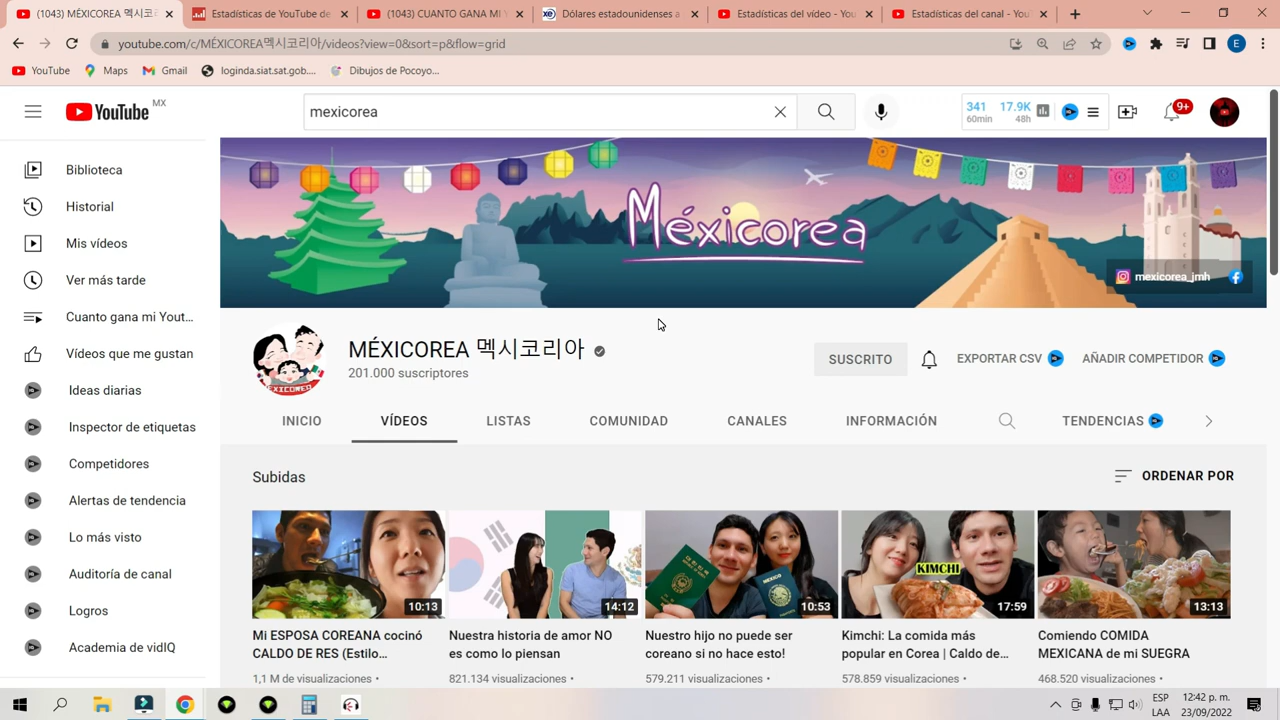 (1043) MÉXICOREA 멕시코리
Estadísticas de YouTube de
(1043) CUANTO GANA MI Y
Dólares estadounidenses a
Estadísticas del vídeo - You
Estadísticas del canal - You
youtube.com/c/MÉXICOREA멕시코리아/videos?view=0&sort=p&flow=grid
YouTube
Maps
Gmail
loginda.siat.sat.gob....
Dibujos de Pocoyo...
YouTube MX
mexicorea
341 60min
17.9K 48h
9+
E
Biblioteca
Historial
Mis vídeos
Ver más tarde
Cuanto gana mi Yout...
Vídeos que me gustan
Ideas diarias
Inspector de etiquetas
Competidores
Alertas de tendencia
Lo más visto
Auditoría de canal
Logros
Academia de vidIQ
Méxicorea
mexicorea_jmh
MEXICOREA
MÉXICOREA 멕시코리아
201.000 suscriptores
SUSCRITO
EXPORTAR CSV
AÑADIR COMPETIDOR
INICIO
VÍDEOS
LISTAS
COMUNIDAD
CANALES
INFORMACIÓN
TENDENCIAS
Subidas
ORDENAR POR
10:13
14:12
MÉXICO
10:53
KIMCHI
17:59
13:13
Mi ESPOSA COREANA cocinó
CALDO DE RES (Estilo...
1,1 M de visualizaciones •
Nuestra historia de amor NO
es como lo piensan
821.134 visualizaciones •
Nuestro hijo no puede ser
coreano si no hace esto!
579.211 visualizaciones •
Kimchi: La comida más
popular en Corea | Caldo de...
578.859 visualizaciones •
Comiendo COMIDA
MEXICANA de mi SUEGRA
468.520 visualizaciones •
ESP
LAA
12:42 p. m.
23/09/2022